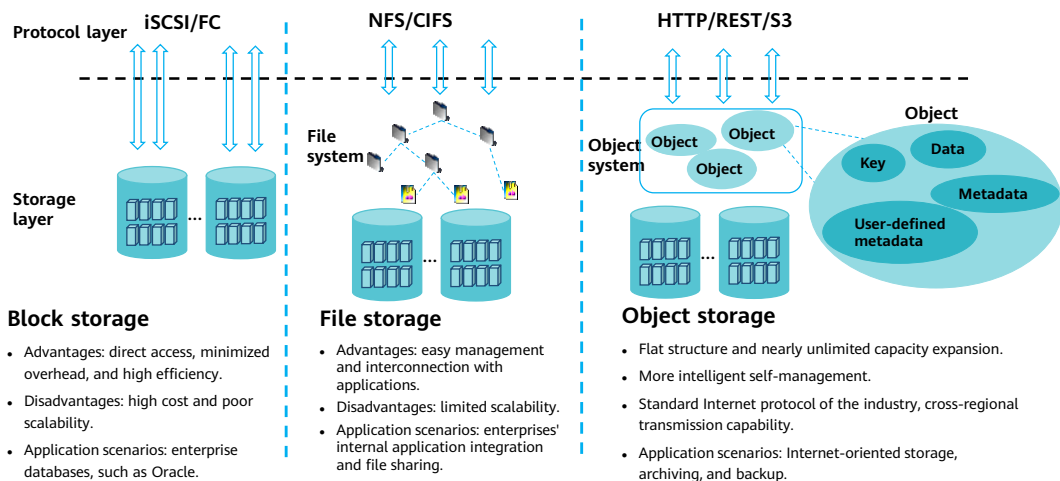 Protocol layer
iSCSI/FC
NFS/CIFS
HTTP/REST/S3
Storage
layer
...
File
system
...
Object
system
Object
Object
Object
...
Object
Key
Data
Metadata
User-defined
metadata
Block storage
• Advantages: direct access, minimized
overhead, and high efficiency.
• Disadvantages: high cost and poor
scalability.
• Application scenarios: enterprise
databases, such as Oracle.
File storage
• Advantages: easy management
and interconnection with
applications.
• Disadvantages: limited scalability.
• Application scenarios: enterprises'
internal application integration
and file sharing.
Object storage
• Flat structure and nearly unlimited capacity expansion.
• More intelligent self-management.
• Standard Internet protocol of the industry, cross-regional
transmission capability.
• Application scenarios: Internet-oriented storage,
archiving, and backup.